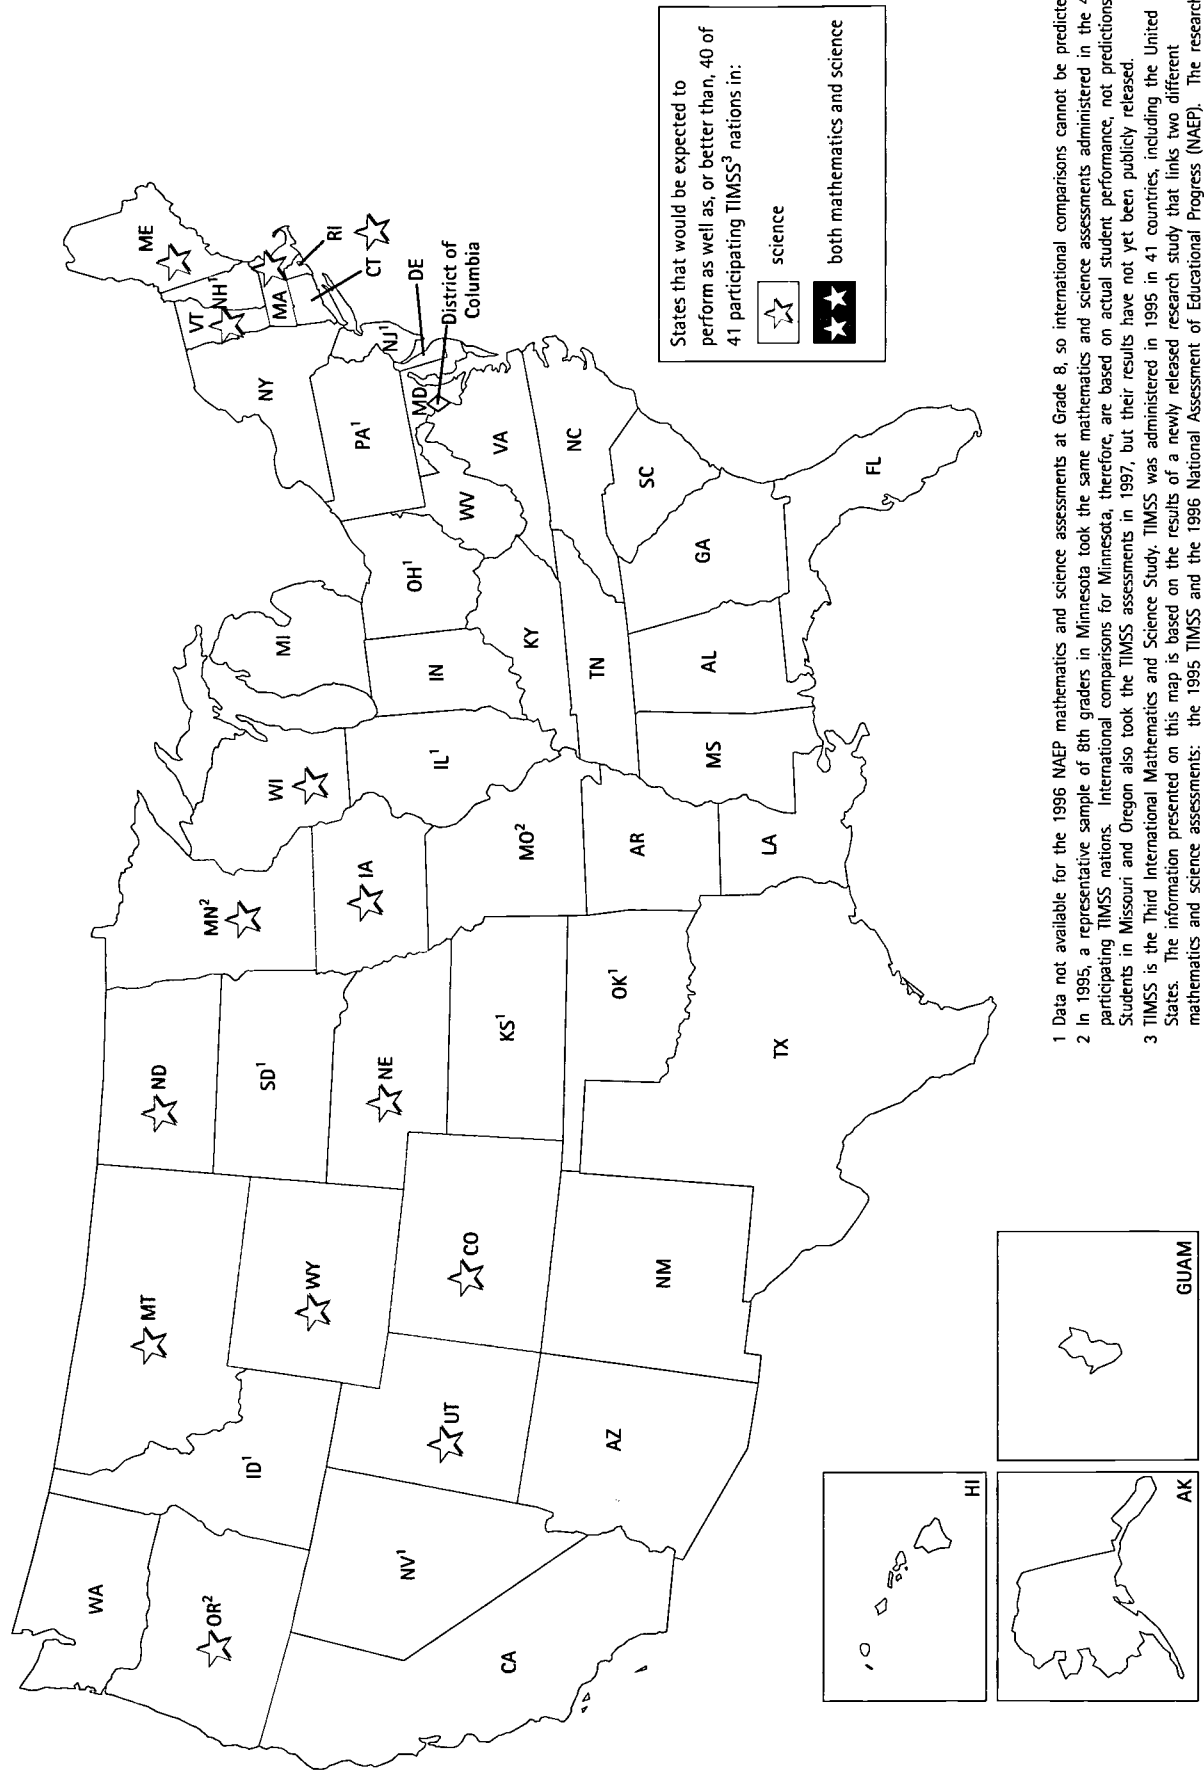 WA
OR²
CA
NV¹
ID¹
MT
WY
UT
AZ
CO
NM
ND
SD¹
NE
KS¹
OK¹
TX
MN²
IA
MO²
AR
LA
WI
IL¹
MS
MI
IN
KY
TN
AL
OH¹
WV
VA
NC
SC
GA
FL
NY
PA¹
MD
NJ¹
VT
NH¹
ME
MA
RI
CT
DE
District of
Columbia
HI
AK
GUAM
States that would be expected to
perform as well as, or better than, 40 of
41 participating TIMSS³ nations in:
science
both mathematics and science
1 Data not available for the 1996 NAEP mathematics and science assessments at Grade 8, so international comparisons cannot be
2 In 1995, a representative sample of 8th graders in Minnesota took the same mathematics and science assessments administered in the
participating TIMSS nations. International comparisons for Minnesota, therefore, are based on actual student performance, not predictions
Students in Missouri and Oregon also took the TIMSS assessments in 1997, but their results have not yet been publicly released.
3 TIMSS is the Third International Mathematics and Science Study. TIMSS was administered in 1995 in 41 countries, including the United
States. The information presented on this map is based on the results of a newly released research study that links two different
mathematics and science assessments: the 1995 TIMSS and the 1996 National Assessment of Educational Progress (NAEP). The